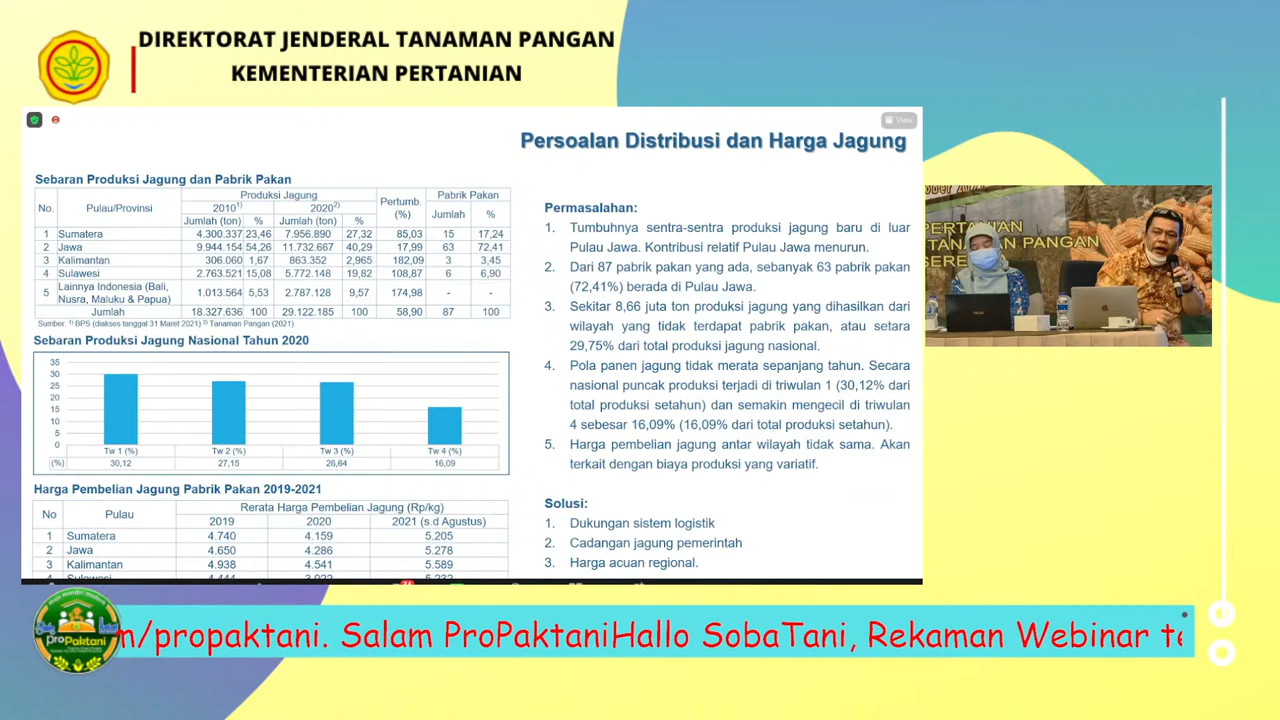 DIREKTORAT JENDERAL TANAMAN PANGAN
KEMENTERIAN PERTANIAN
View
Persoalan Distribusi dan Harga Jagung
Sebaran Produksi Jagung dan Pabrik Pakan
No. Pulau/Provinsi Produksi Jagung Pertumb. (%) Pabrik Pakan
2010 1) 2020 2) Jumlah %
Jumlah (ton) % Jumlah (ton) %
1 Sumatera 4.300.337 23,46 7.956.890 27,32 85,03 15 17,24
2 Jawa 9.944.154 54,26 11.732.667 40,29 17,99 63 72,41
3 Kalimantan 306.060 1,67 863.352 2,965 182,09 3 3,45
4 Sulawesi 2.763.521 15,08 5.772.148 19,82 108,87 6 6,90
5 Lainnya Indonesia (Bali, Nusra, Maluku & Papua) 1.013.564 5,53 2.787.128 9,57 174,98 - -
Jumlah 18.327.636 100 29.122.185 100 58,90 87 100
Sumber: 1) BPS (diakses tanggal 31 Maret 2021) 2) Tanaman Pangan (2021)
Sebaran Produksi Jagung Nasional Tahun 2020
35
30
25
20
15
10
5
0
Tw 1 (%) Tw 2 (%) Tw 3 (%) Tw 4 (%)
(%) 30,12 27,15 26,64 16,09
Harga Pembelian Jagung Pabrik Pakan 2019-2021
No Pulau Rerata Harga Pembelian Jagung (Rp/kg)
2019 2020 2021 (s.d Agustus)
1 Sumatera 4.740 4.159 5.205
2 Jawa 4.650 4.286 5.278
3 Kalimantan 4.938 4.541 5.589
4 Sulawesi 4.444 3.922 5.232
Permasalahan:
1. Tumbuhnya sentra-sentra produksi jagung baru di luar
Pulau Jawa. Kontribusi relatif Pulau Jawa menurun.
2. Dari 87 pabrik pakan yang ada, sebanyak 63 pabrik pakan
(72,41%) berada di Pulau Jawa.
3. Sekitar 8,66 juta ton produksi jagung yang dihasilkan dari
wilayah yang tidak terdapat pabrik pakan, atau setara
29,75% dari total produksi jagung nasional.
4. Pola panen jagung tidak merata sepanjang tahun. Secara
nasional puncak produksi terjadi di triwulan 1 (30,12% dari
total produksi setahun) dan semakin mengecil di triwulan
4 sebesar 16,09% (16,09% dari total produksi setahun).
5. Harga pembelian jagung antar wilayah tidak sama. Akan
terkait dengan biaya produksi yang variatif.
Solusi:
1. Dukungan sistem logistik
2. Cadangan jagung pemerintah
3. Harga acuan regional.
PERTANIAN
TANAMAN PANGAN
SERE
ProPaktani
m/propaktani. Salam ProPaktaniHallo SobaTani, Rekaman Webinar te